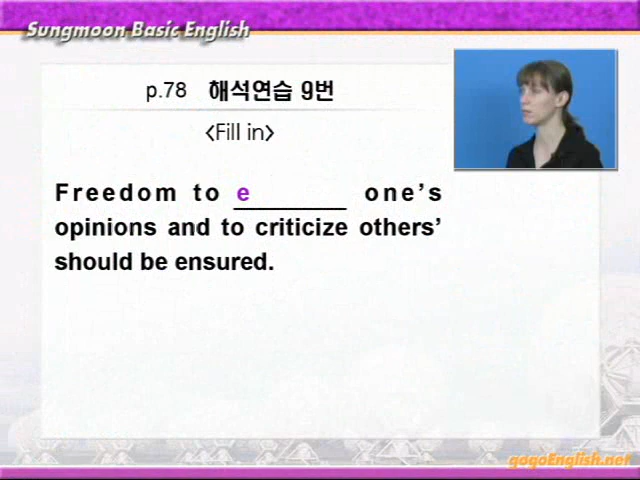 Sungmoon Basic English
p.78 해석연습 9번
<Fill in>
Freedom to e________ one's
opinions and to criticize others'
should be ensured.
gogoEnglish.net